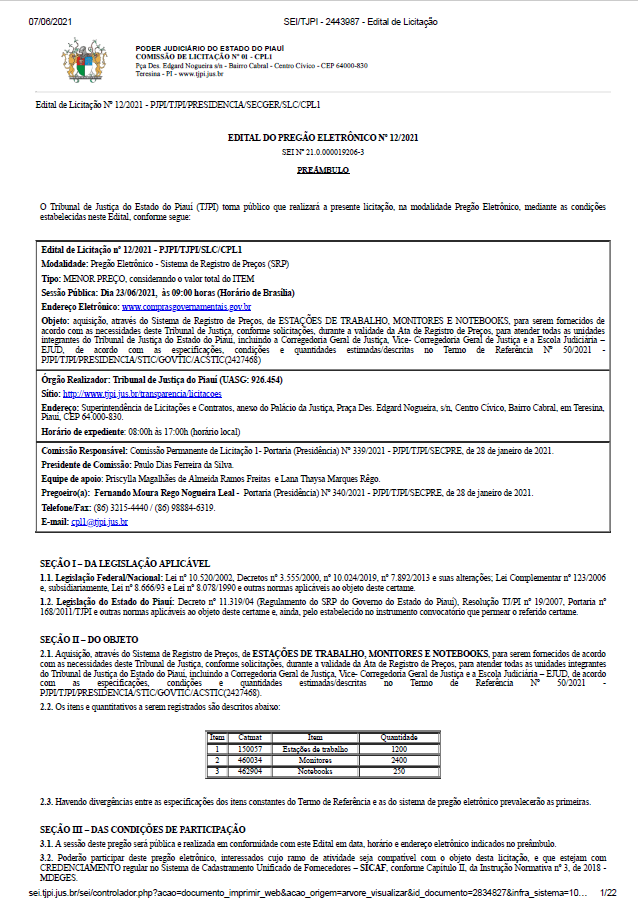 07/06/2021 SEI/TJPI - 2443987 - Edital de Licitação
PODER JUDICIÁRIO DO ESTADO DO PIAUÍ
COMISSÃO DE LICITAÇÃO Nº 01 - CPL1
Pça Des. Edgard Nogueira s/n - Bairro Cabral - Centro Cívico - CEP 64000-830
Teresina - PI - www.tjpi.jus.br
Edital de Licitação Nº 12/2021 - PJPI/TJPI/PRESIDENCIA/SECGER/SLC/CPL1
EDITAL DO PREGÃO ELETRÔNICO Nº 12/2021
SEI Nº 21.0.000019206-3
PREÂMBULO
O Tribunal de Justiça do Estado do Piauí (TJPI) torna público que realizará a presente licitação, na modalidade Pregão Eletrônico, mediante as condições
estabelecidas neste Edital, conforme segue:
Edital de Licitação nº 12/2021 - PJPI/TJPI/SLC/CPL1
Modalidade: Pregão Eletrônico - Sistema de Registro de Preços (SRP)
Tipo: MENOR PREÇO, considerando o valor total do ITEM
Sessão Pública: Dia 23/06/2021, às 09:00 horas (Horário de Brasília)
Endereço Eletrônico: www.comprasgovernamentais.gov.br
Objeto: aquisição, através do Sistema de Registro de Preços, de ESTAÇÕES DE TRABALHO, MONITORES E NOTEBOOKS, para serem fornecidos de
acordo com as necessidades deste Tribunal de Justiça, conforme solicitações, durante a validade da Ata de Registro de Preços, para atender todas as unidades
integrantes do Tribunal de Justiça do Estado do Piauí, incluindo a Corregedoria Geral de Justiça, Vice- Corregedoria Geral de Justiça e a Escola Judiciária –
EJUD, de acordo com as especificações, condições e quantidades estimadas/descritas no Termo de Referência Nº 50/2021 -
PJPI/TJPI/PRESIDENCIA/STIC/GOVTIC/ACSTIC(2427468)
Órgão Realizador: Tribunal de Justiça do Piauí (UASG: 926.454)
Sítio: http://www.tjpi.jus.br/transparencia/licitacoes
Endereço: Superintendência de Licitações e Contratos, anexo do Palácio da Justiça, Praça Des. Edgard Nogueira, s/n, Centro Cívico, Bairro Cabral, em Teresina,
Piauí, CEP 64.000-830.
Horário de expediente: 08:00h às 17:00h (horário local)
Comissão Responsável: Comissão Permanente de Licitação 1- Portaria (Presidência) Nº 339/2021 - PJPI/TJPI/SECPRE, de 28 de janeiro de 2021.
Presidente de Comissão: Paulo Dias Ferreira da Silva.
Equipe de apoio: Priscylla Magalhães de Almeida Ramos Freitas e Lana Thaysa Marques Rêgo.
Pregoeiro(a): Fernando Moura Rego Nogueira Leal - Portaria (Presidência) Nº 340/2021 - PJPI/TJPI/SECPRE, de 28 de janeiro de 2021.
Telefone/Fax: (86) 3215-4440 / (86) 98884-6319.
E-mail: cpl1@tjpi.jus.br
SEÇÃO I – DA LEGISLAÇÃO APLICÁVEL
1.1. Legislação Federal/Nacional: Lei nº 10.520/2002, Decretos nº 3.555/2000, nº 10.024/2019, nº 7.892/2013 e suas alterações; Lei Complementar nº 123/2006
e, subsidiariamente, Lei nº 8.666/93 e Lei nº 8.078/1990 e outras normas aplicáveis ao objeto deste certame.
1.2. Legislação do Estado do Piauí: Decreto nº 11.319/04 (Regulamento do SRP do Governo do Estado do Piauí), Resolução TJ/PI nº 19/2007, Portaria nº
168/2011/TJPI e outras normas aplicáveis ao objeto deste certame e, ainda, pelo estabelecido no instrumento convocatório que permear o referido certame.
SEÇÃO II – DO OBJETO
2.1. Aquisição, através do Sistema de Registro de Preços, de ESTAÇÕES DE TRABALHO, MONITORES E NOTEBOOKS, para serem fornecidos de acordo
com as necessidades deste Tribunal de Justiça, conforme solicitações, durante a validade da Ata de Registro de Preços, para atender todas as unidades integrantes
do Tribunal de Justiça do Estado do Piauí, incluindo a Corregedoria Geral de Justiça, Vice- Corregedoria Geral de Justiça e a Escola Judiciária – EJUD, de acordo
com as especificações, condições e quantidades estimadas/descritas no Termo de Referência Nº 50/2021 -
PJPI/TJPI/PRESIDENCIA/STIC/GOVTIC/ACSTIC(2427468).
2.2. Os itens e quantitativos a serem registrados são descritos abaixo:
Item Catmat Item Quantidade
1 150057 Estações de trabalho 1200
2 460034 Monitores 2400
3 462904 Notebooks 250
2.3. Havendo divergências entre as especificações dos itens constantes do Termo de Referência e as do sistema de pregão eletrônico prevalecerão as primeiras.
SEÇÃO III – DAS CONDIÇÕES DE PARTICIPAÇÃO
3.1. A sessão deste pregão será pública e realizada em conformidade com este Edital em data, horário e endereço eletrônico indicados no preâmbulo.
3.2. Poderão participar deste pregão eletrônico, interessados cujo ramo de atividade seja compatível com o objeto desta licitação, e que estejam com
CREDENCIAMENTO regular no Sistema de Cadastramento Unificado de Fornecedores – SICAF, conforme Capítulo II, da Instrução Normativa nº 3, de 2018 -
MDEGES.
sei.tjpi.jus.br/sei/controlador.php?acao=documento_imprimir_web&acao_origem=arvore_visualizar&id_documento=2834827&infra_sistema=10... 1/22